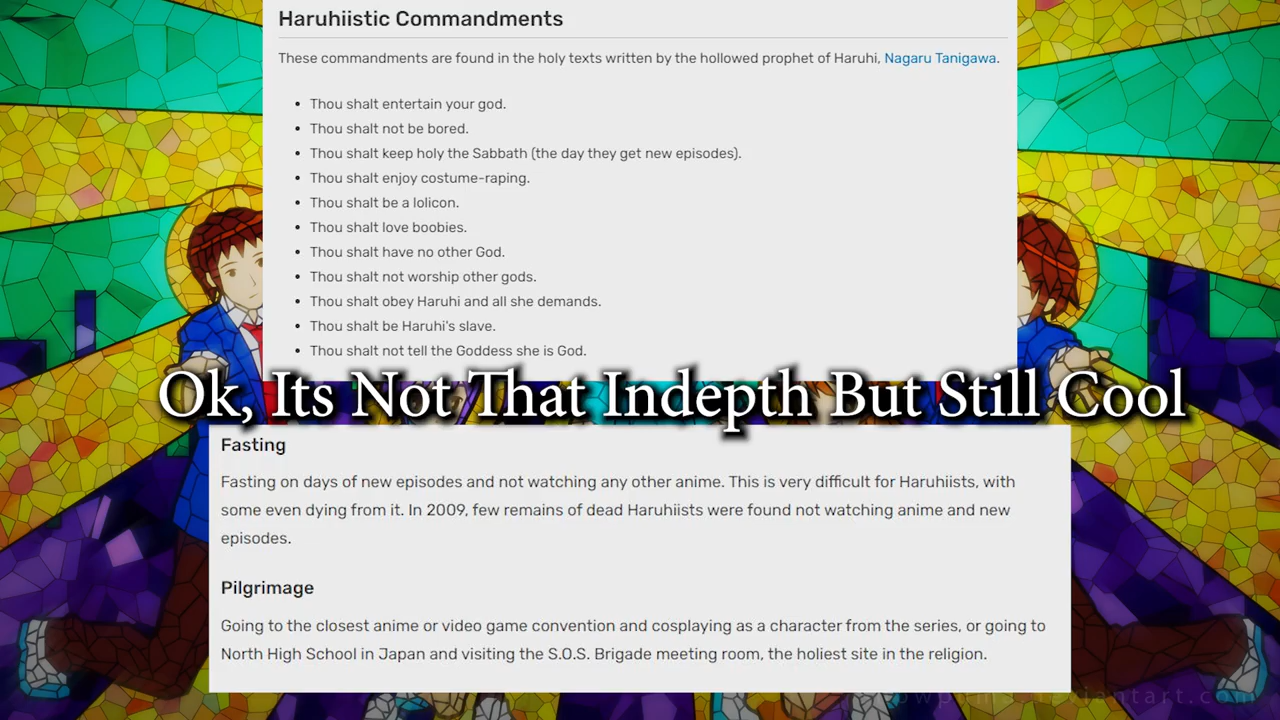 Haruhiistic Commandments
These commandments are found in the holy texts written by the hollowed prophet of Haruhi, Nagaru Tanigawa.
• Thou shalt entertain your god.
• Thou shalt not be bored.
• Thou shalt keep holy the Sabbath (the day they get new episodes).
• Thou shalt enjoy costume-raping.
• Thou shalt be a lolicon.
• Thou shalt love boobies.
• Thou shalt have no other God.
• Thou shalt not worship other gods.
• Thou shalt obey Haruhi and all she demands.
• Thou shalt be Haruhi's slave.
• Thou shalt not tell the Goddess she is God.
Ok, Its Not That Indepth But Still Cool
Fasting
Fasting on days of new episodes and not watching any other anime. This is very difficult for Haruhiists, with
some even dying from it. In 2009, few remains of dead Haruhiists were found not watching anime and new
episodes.
Pilgrimage
Going to the closest anime or video game convention and cosplaying as a character from the series, or going to
North High School in Japan and visiting the S.O.S. Brigade meeting room, the holiest site in the religion.